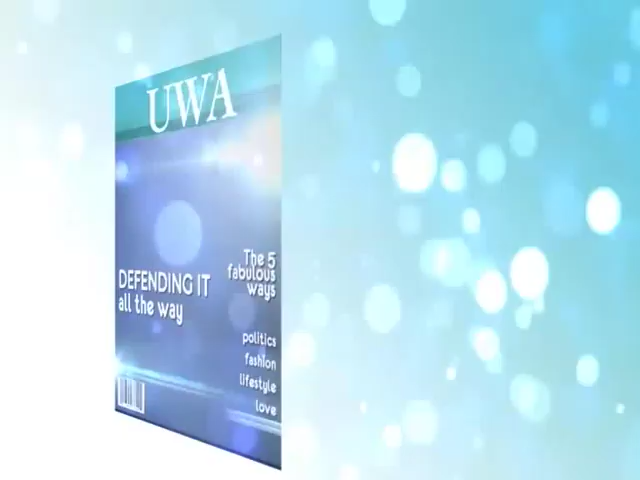 UWA
The 5
fabulous
ways
DEFENDING IT
all the way
politics
fashion
lifestyle
love